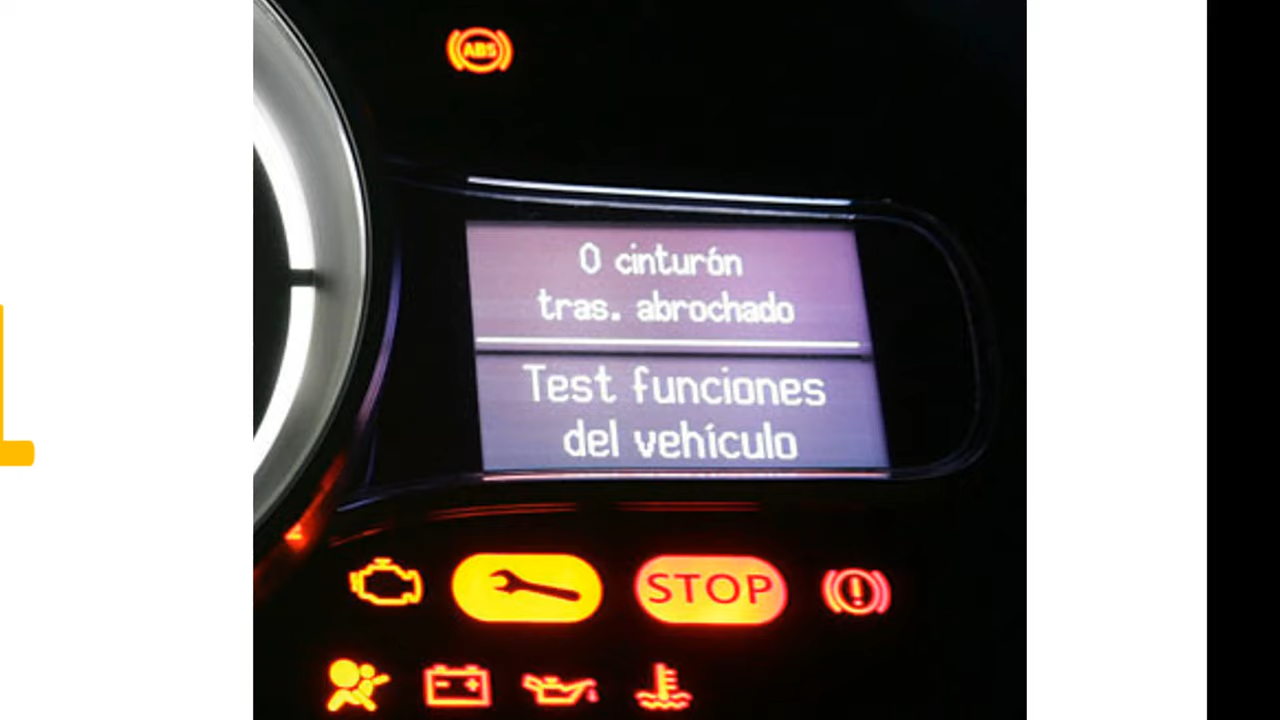 ABS
0 cinturón
tras. abrochado
Test funciones
del vehículo
STOP